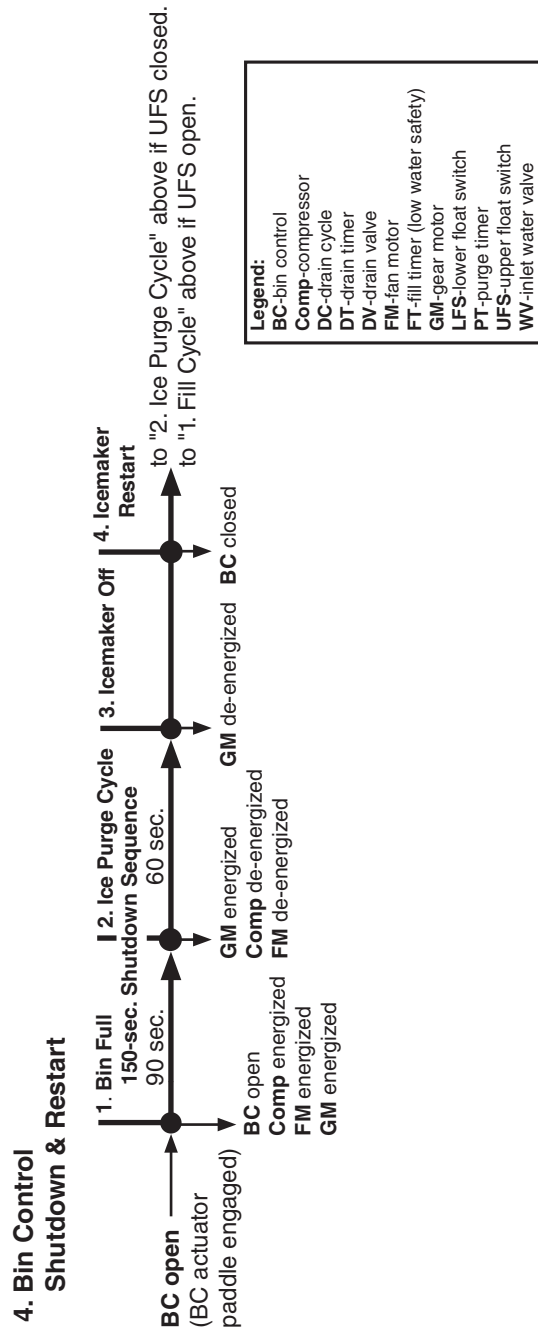 4. Bin Control
Shutdown & Restart
BC open
(BC actuator
paddle engaged)
1. Bin Full
150-sec. Shutdown Sequence
90 sec.
BC open
Comp energized
FM energized
GM energized
2. Ice Purge Cycle
60 sec.
GM energized
Comp de-energized
FM de-energized
3. Icemaker Off
GM de-energized
4. Icemaker
Restart
BC closed
to "2. Ice Purge Cycle" above if UFS closed.
to "1. Fill Cycle" above if UFS open.
Legend:
BC-bin control
Comp-compressor
DC-drain cycle
DT-drain timer
DV-drain valve
FM-fan motor
FT-fill timer (low water safety)
GM-gear motor
LFS-lower float switch
PT-purge timer
UFS-upper float switch
WV-inlet water valve